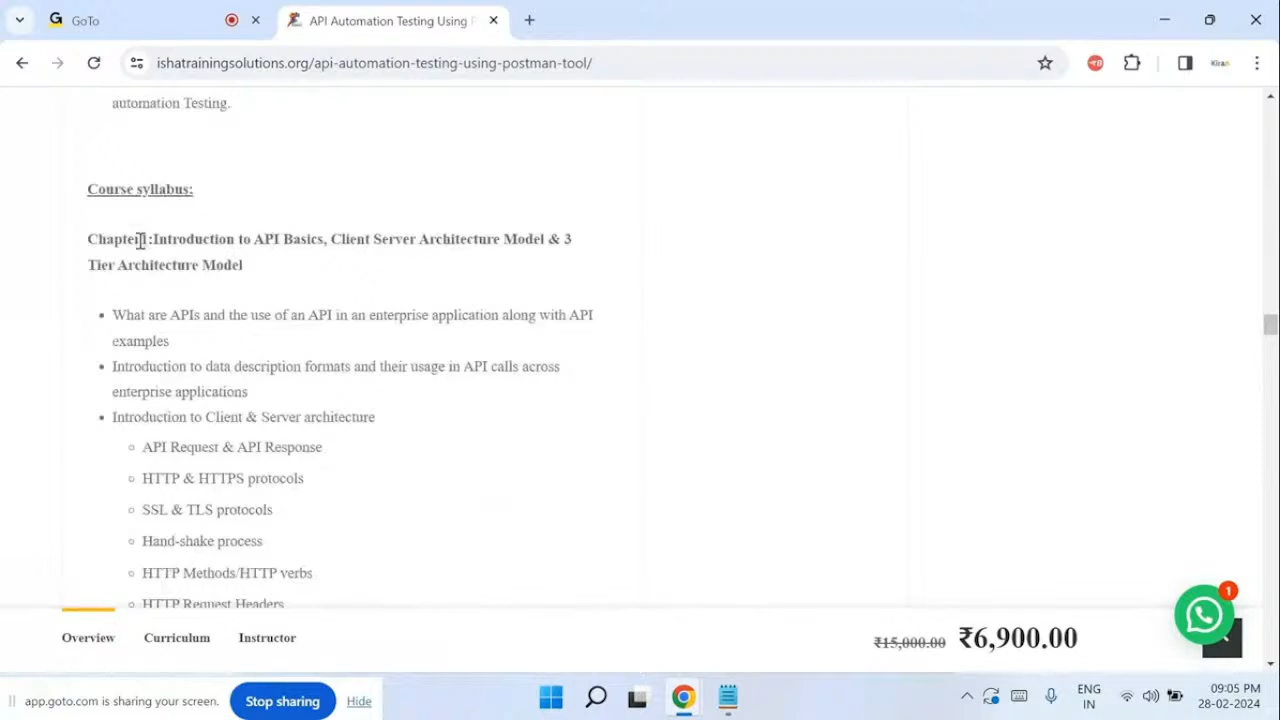 GoTo
API Automation Testing Using P
ishatrainingsolutions.org/api-automation-testing-using-postman-tool/
Kiran
automation Testing.
Course syllabus:
Chapter1:Introduction to API Basics, Client Server Architecture Model & 3
Tier Architecture Model
• What are APIs and the use of an API in an enterprise application along with API
examples
• Introduction to data description formats and their usage in API calls across
enterprise applications
• Introduction to Client & Server architecture
API Request & API Response
HTTP & HTTPS protocols
SSL & TLS protocols
Hand-shake process
HTTP Methods/HTTP verbs
HTTP Request Headers
1
Overview Curriculum Instructor ₹15,000.00 ₹6,900.00
app.goto.com is sharing your screen. Stop sharing Hide
ENG 09:05 PM
IN 28-02-2024